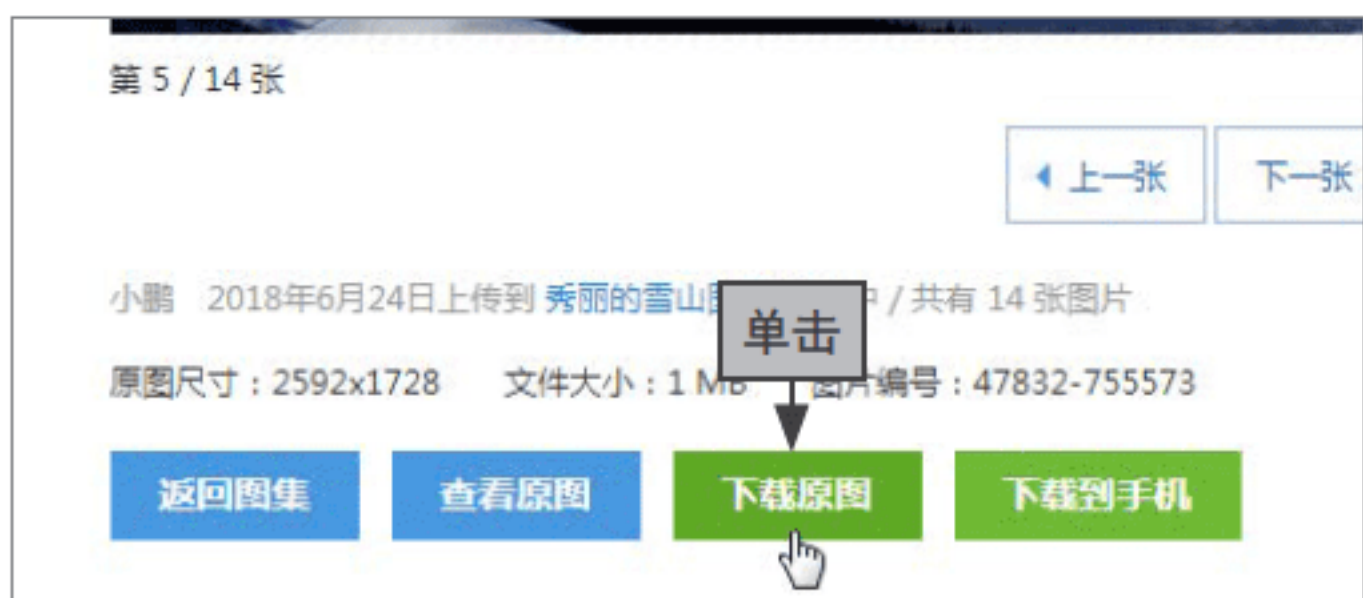 第 5 / 14 张
上一张 下一张
小鹏 2018年6月24日上传到 秀丽的雪山 / 共有 14 张图片
单击
原图尺寸：2592x1728 文件大小：1 MB 图片编号：47832-755573
返回图集 查看原图 下载原图 下载到手机